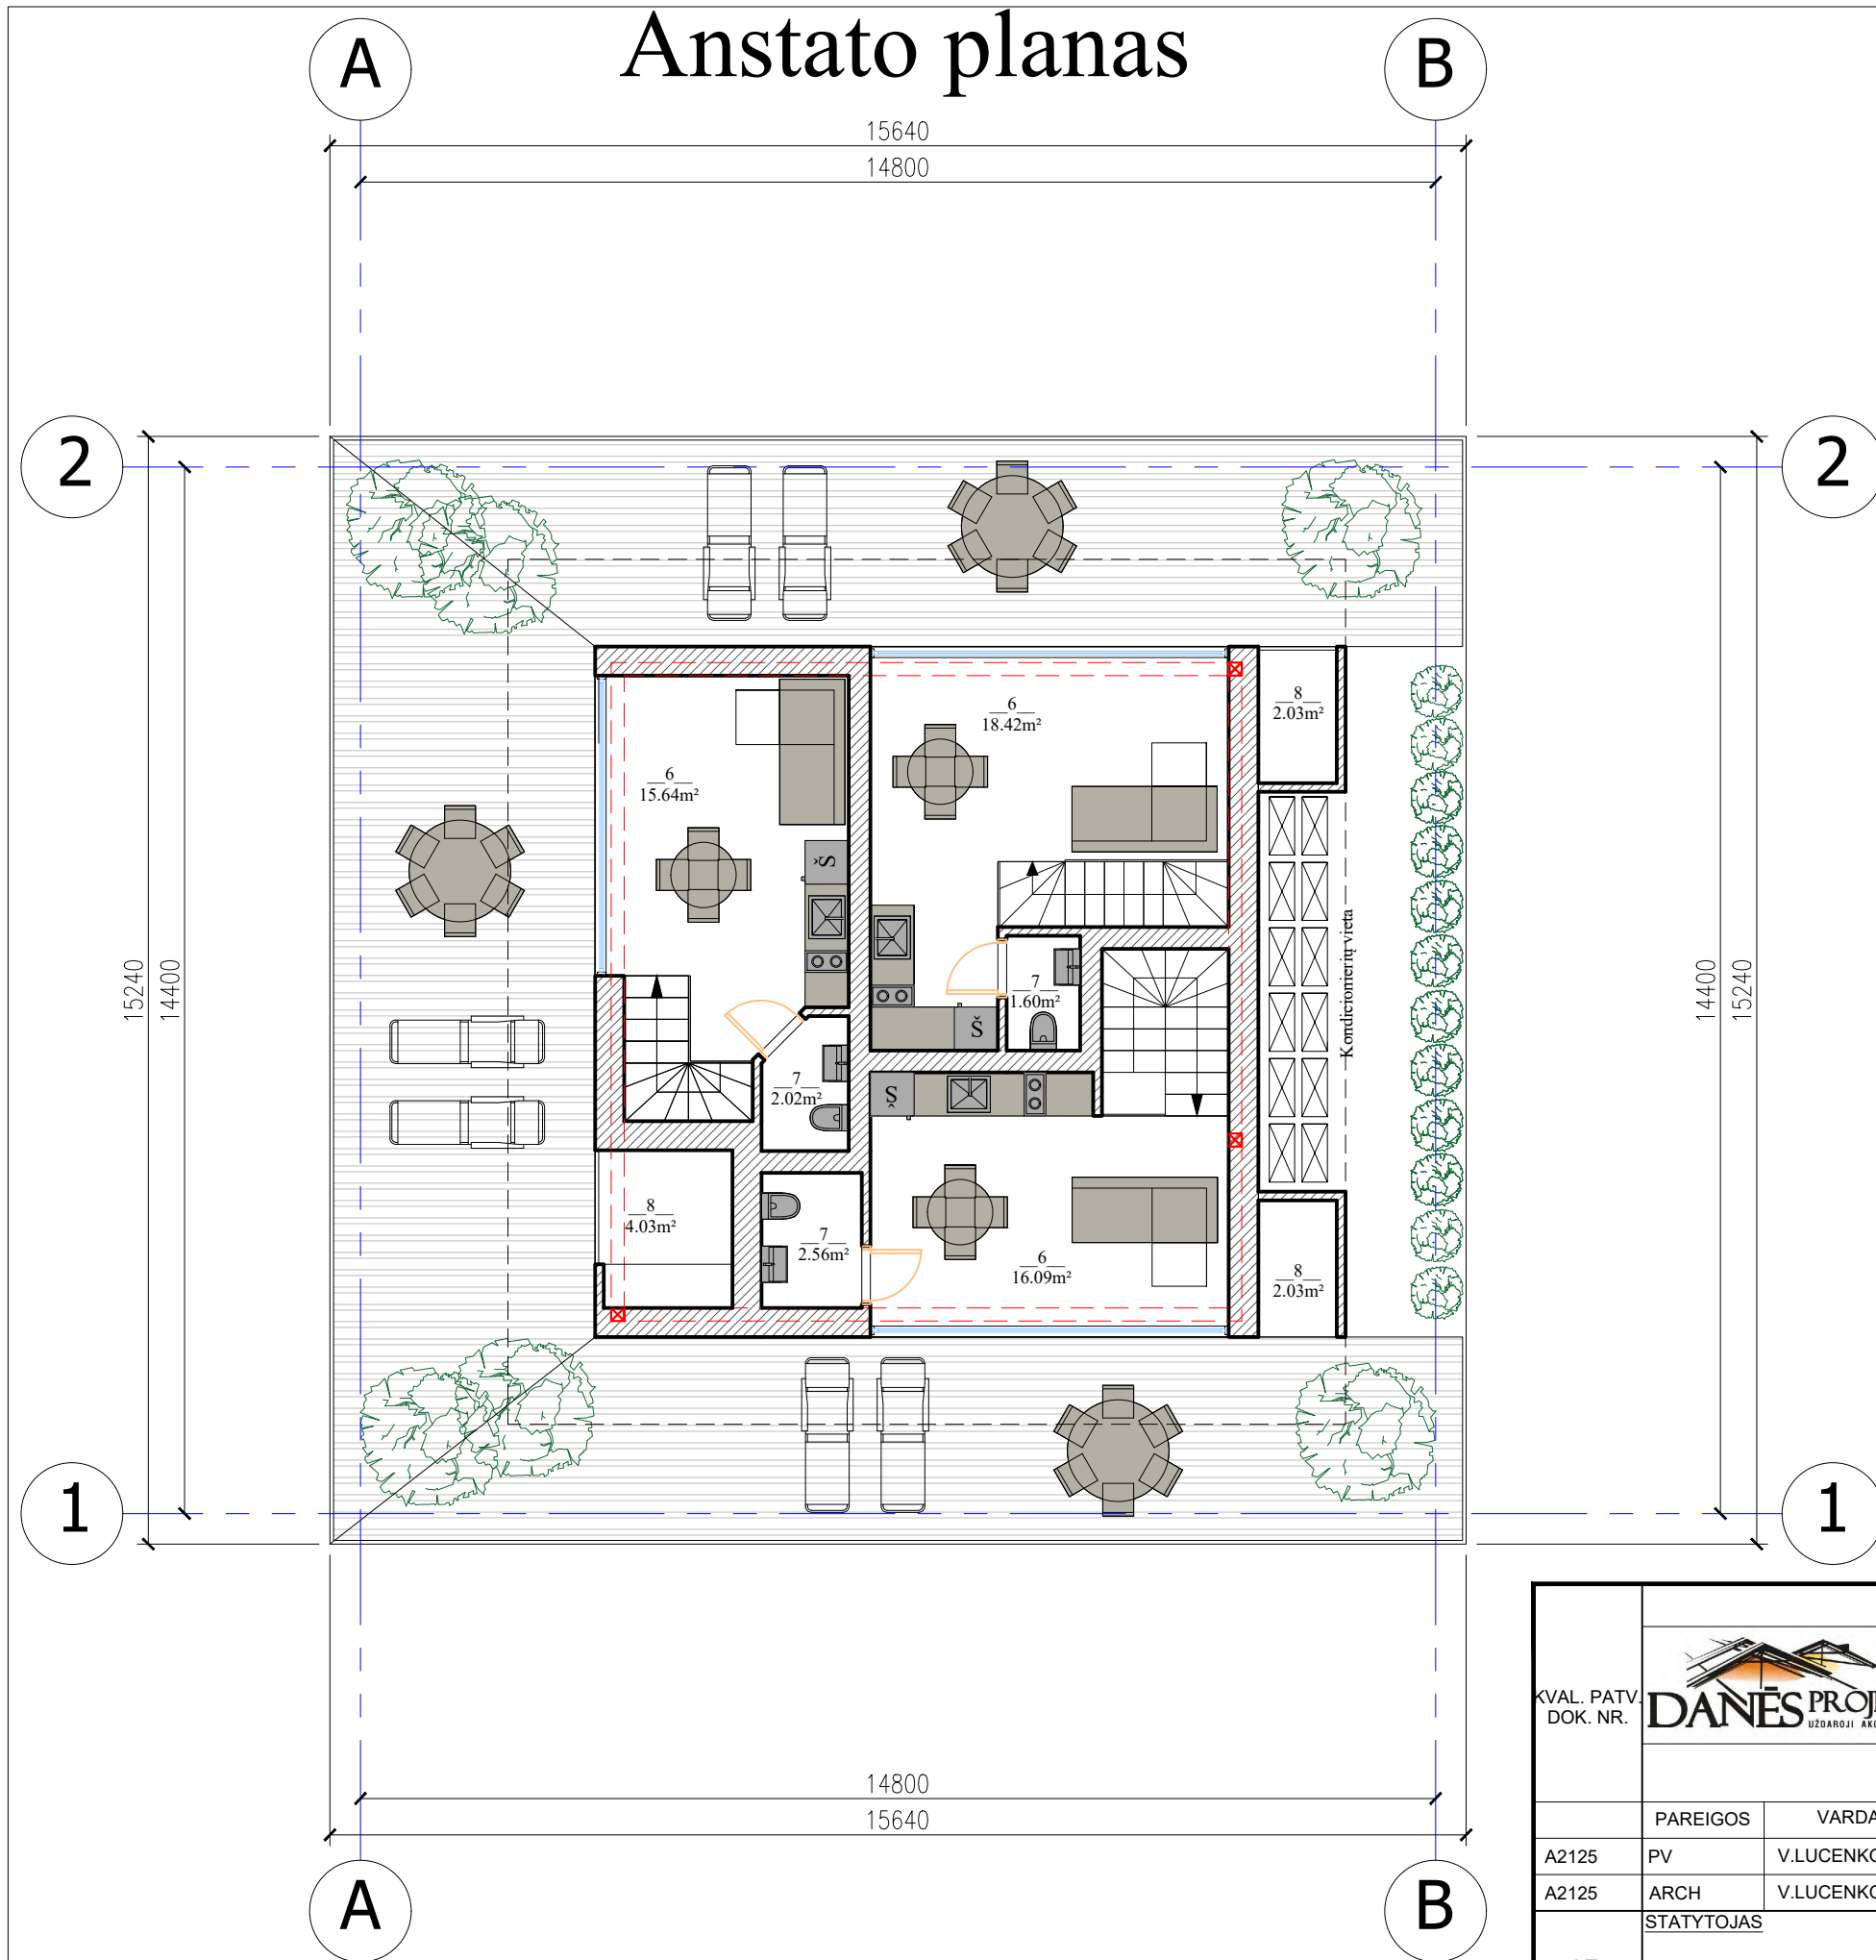 Anstato planas
A
B
15640
14800
2
2
15240
14400
14400
15240
6
18.42m²
8
2.03m²
6
15.64m²
Š
Kondicionierių vieta
7
1.60m²
Š
7
2.02m²
Š
8
4.03m²
7
2.56m²
6
16.09m²
8
2.03m²
1
1
14800
15640
A
B
KVAL. PATV.
DOK. NR.
DANĖS
UŽDAROJI
PAREIGOS
A2125 PV
A2125 ARCH
STATYTOJAS